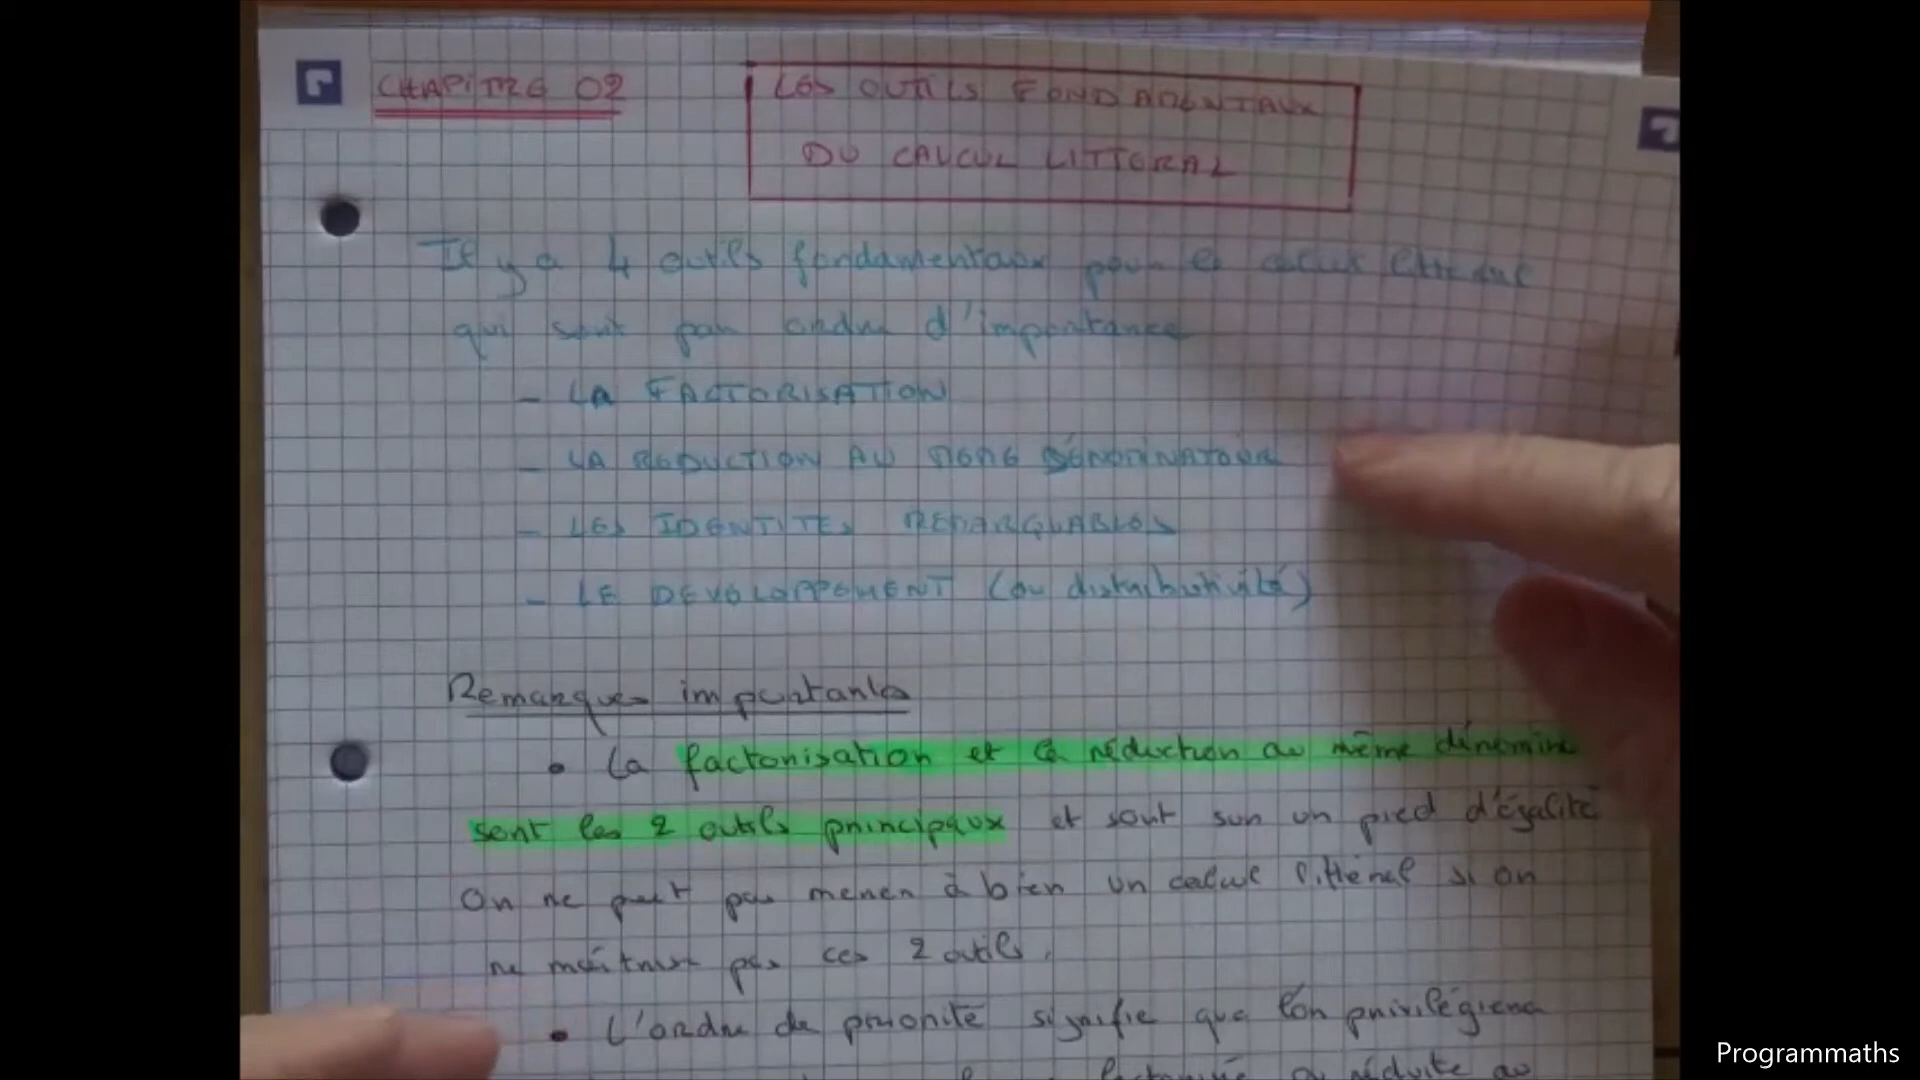 CHAPITRE 02
LES OUTILS FONDAMENTAUX
DU CALCUL LITTERAL
Il y a 4 outils fondamentaux pour le calcul littéral
qui sont par ordre d'importance
- LA FACTORISATION
- LA REDUCTION AU MEME DÉNOMINATEUR
- LES IDENTITES REMARQUABLES
- LE DEVELOPPEMENT (ou distributivité)
Remarques importantes
• La factorisation et la réduction au même dénomine
sont les 2 outils principaux et sont sur un pied d'égalité
On ne peut pas mener à bien un calcul littéral si on
ne maîtrise pas ces 2 outils.
• L'ordre de priorité signifie que l'on privilégiera
réduite au
Programmaths